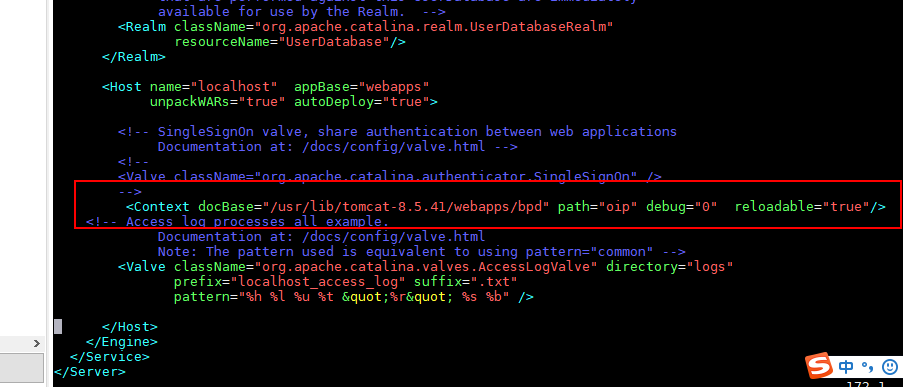 available for use by the Realm.  -->
<Realm className="org.apache.catalina.realm.UserDatabaseRealm"
resourceName="UserDatabase"/>
</Realm>
<Host name="localhost"  appBase="webapps"
unpackWARs="true" autoDeploy="true">
<!-- SingleSignOn valve, share authentication between web applications
Documentation at: /docs/config/valve.html -->
<!--
<Valve className="org.apache.catalina.authenticator.SingleSignOn" />
-->
<Context docBase="/usr/lib/tomcat-8.5.41/webapps/bpd" path="oip" debug="0"  reloadable="true"/>
<!-- Access log processes all example.
Documentation at: /docs/config/valve.html
Note: The pattern used is equivalent to using pattern="common" -->
<Valve className="org.apache.catalina.valves.AccessLogValve" directory="logs"
prefix="localhost_access_log" suffix=".txt"
pattern="%h %l %u %t &quot;%r&quot; %s %b" />
</Host>
</Engine>
</Service>
</Server>
中